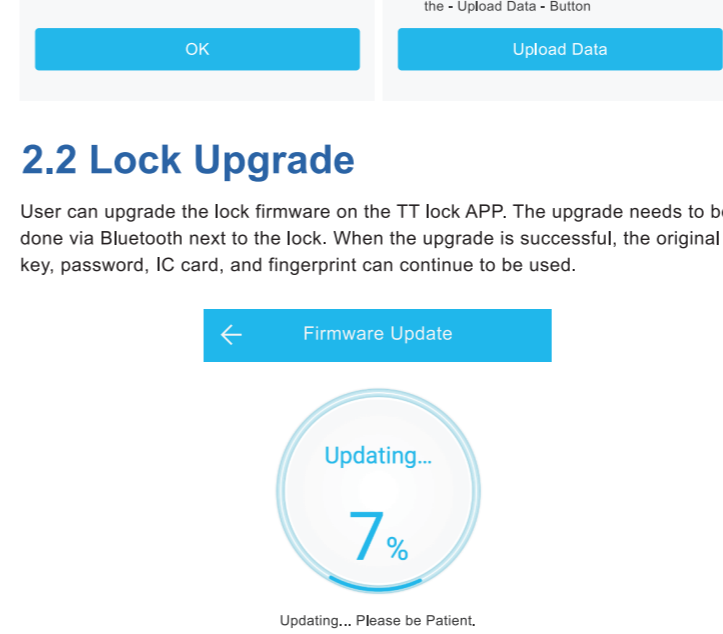 the - Upload Data - Button
OK
Upload Data
2.2 Lock Upgrade
User can upgrade the lock firmware on the TT lock APP. The upgrade needs to be
done via Bluetooth next to the lock. When the upgrade is successful, the original
key, password, IC card, and fingerprint can continue to be used.
Firmware Update
Updating...
7%
Updating... Please be Patient.